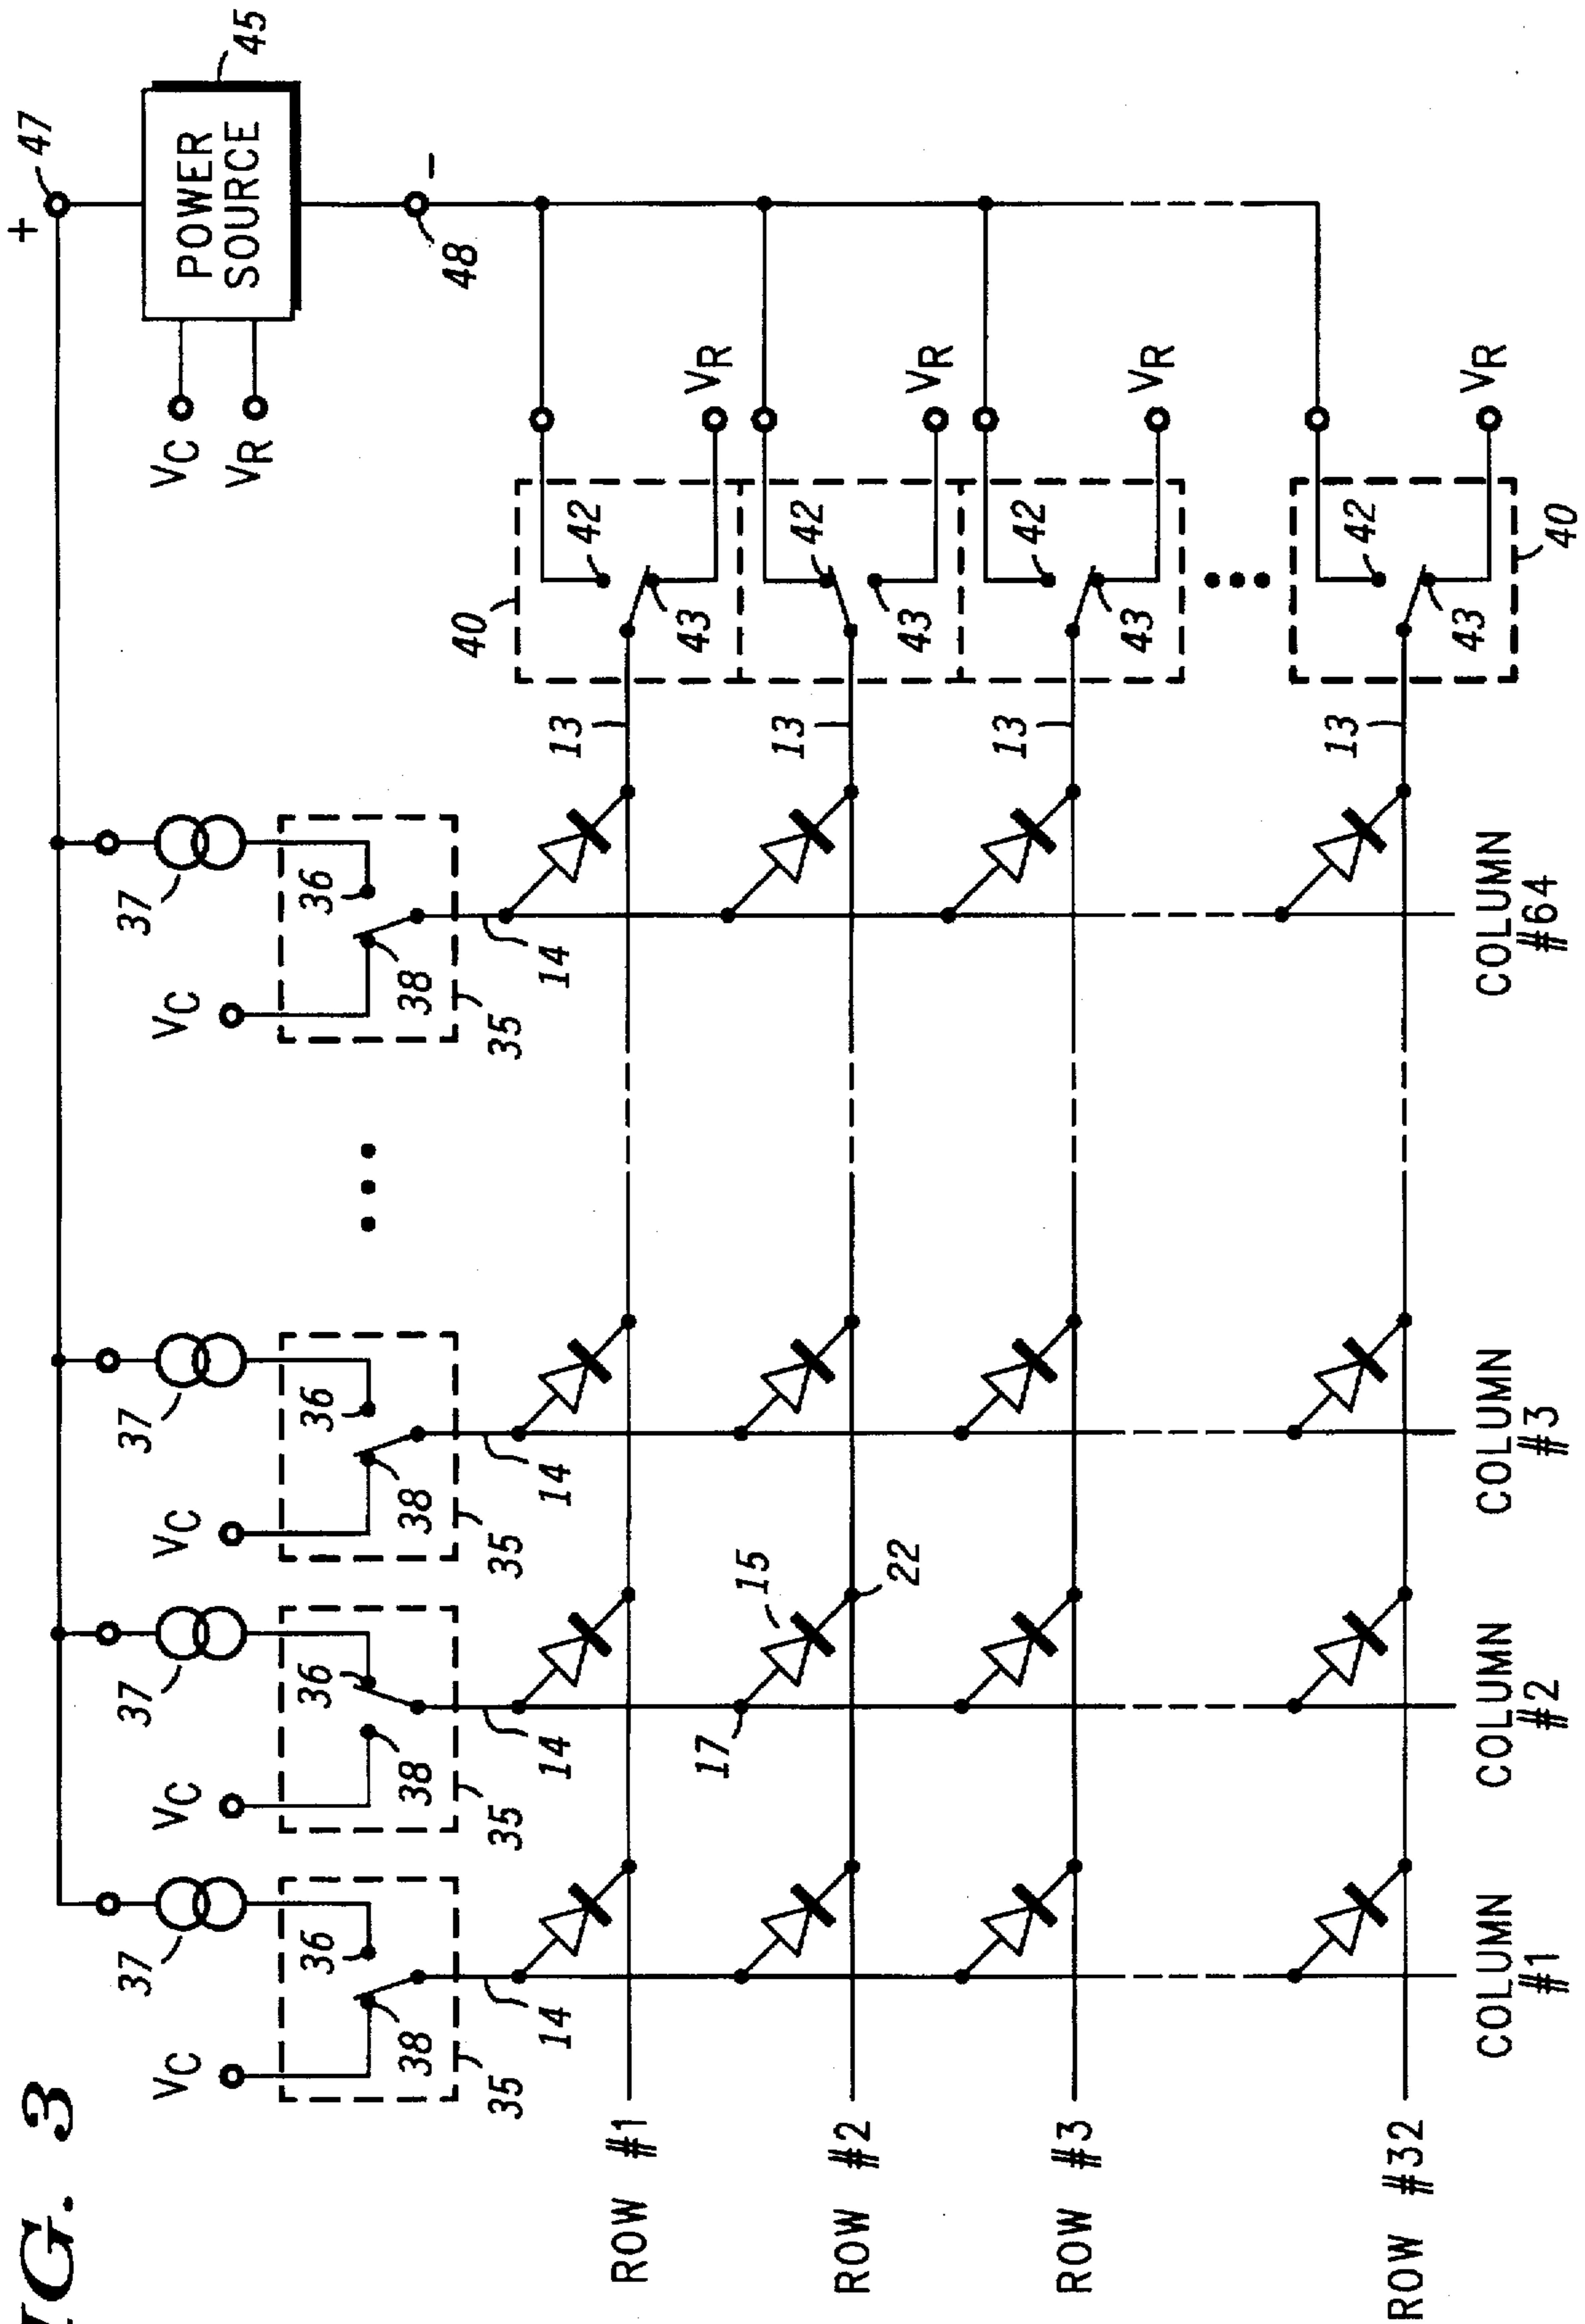 IG. 3
+
47
POWER
SOURCE
45
VC
VR
-
48
VC
37
36
38
35
14
VC
37
36
38
35
14
VC
37
36
38
35
14
VC
37
36
38
35
14
40
42
43
VR
13
42
43
VR
13
42
43
VR
13
42
43
VR
40
13
15
17
22
ROW #1
ROW #2
ROW #3
ROW #32
COLUMN
#1
COLUMN
#2
COLUMN
#3
COLUMN
#64